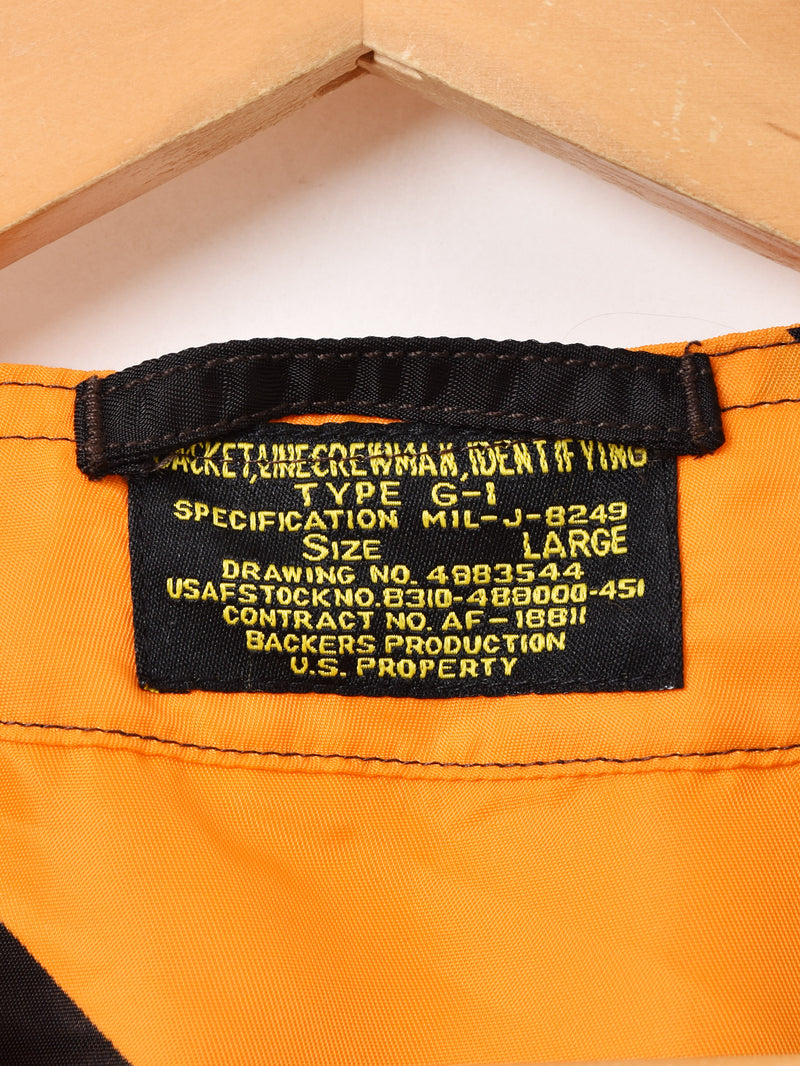 JACKET,LINECREWMAN,IDENTIFYING
TYPE G-1
SPECIFICATION MIL-J-8249
SIZE LARGE
DRAWING NO. 4983544
USAFSTOCKNO.8310-489000-451
CONTRACT NO. AF-18811
BACKERS PRODUCTION
U.S. PROPERTY